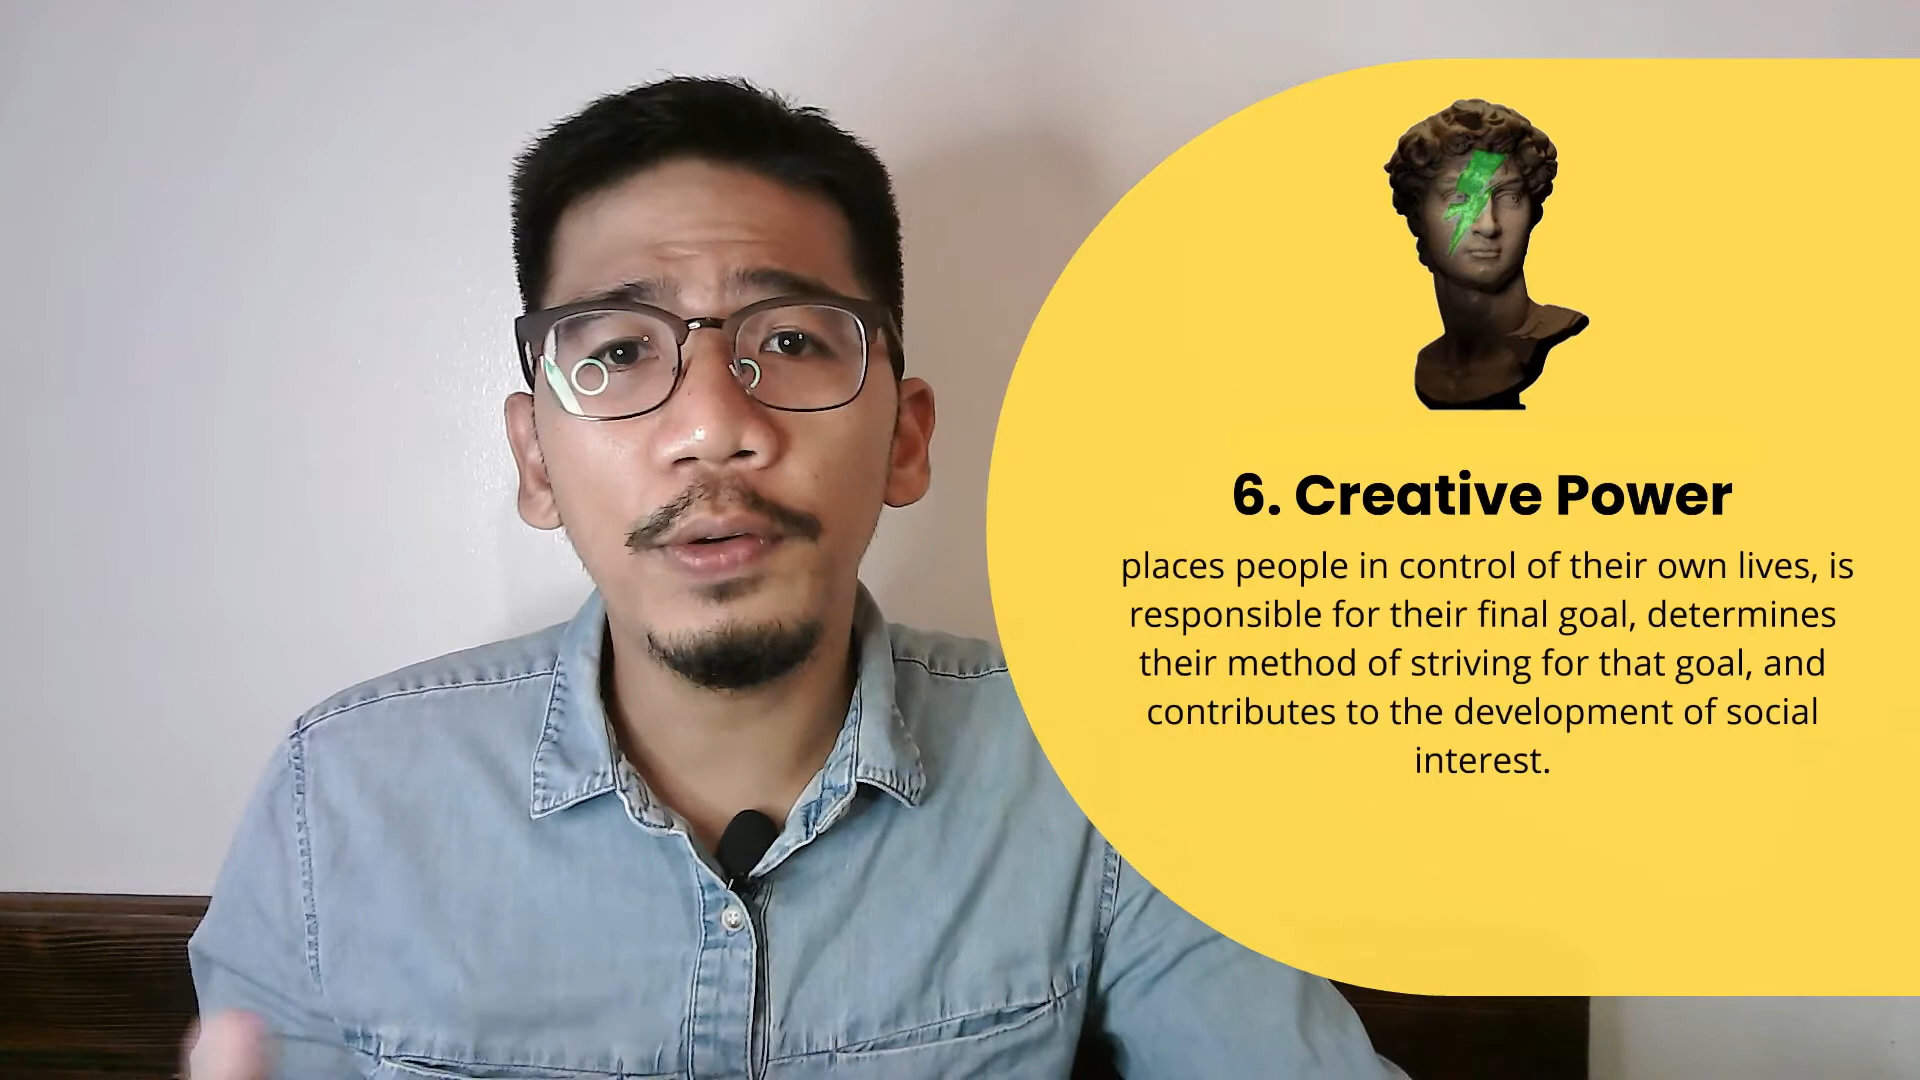 6. Creative Power
places people in control of their own lives, is
responsible for their final goal, determines
their method of striving for that goal, and
contributes to the development of social
interest.